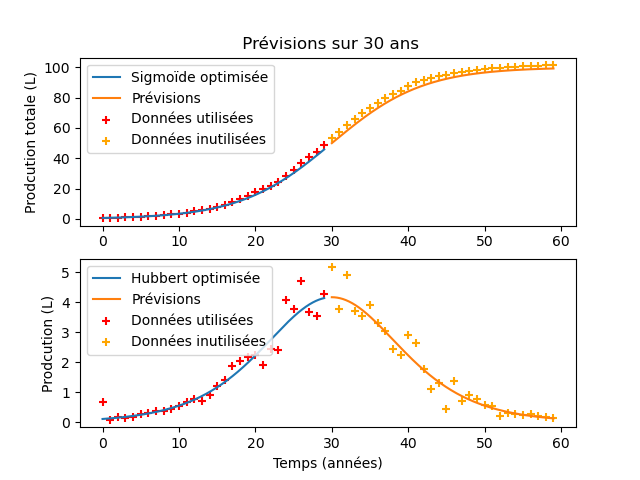 Prévisions sur 30 ans
Prodcution totale (L)
100
80
60
40
20
0
Sigmoïde optimisée
Prévisions
Données utilisées
Données inutilisées
0 10 20 30 40 50 60
Prodcution (L)
5
4
3
2
1
0
Hubbert optimisée
Prévisions
Données utilisées
Données inutilisées
0 10 20 30 40 50 60
Temps (années)